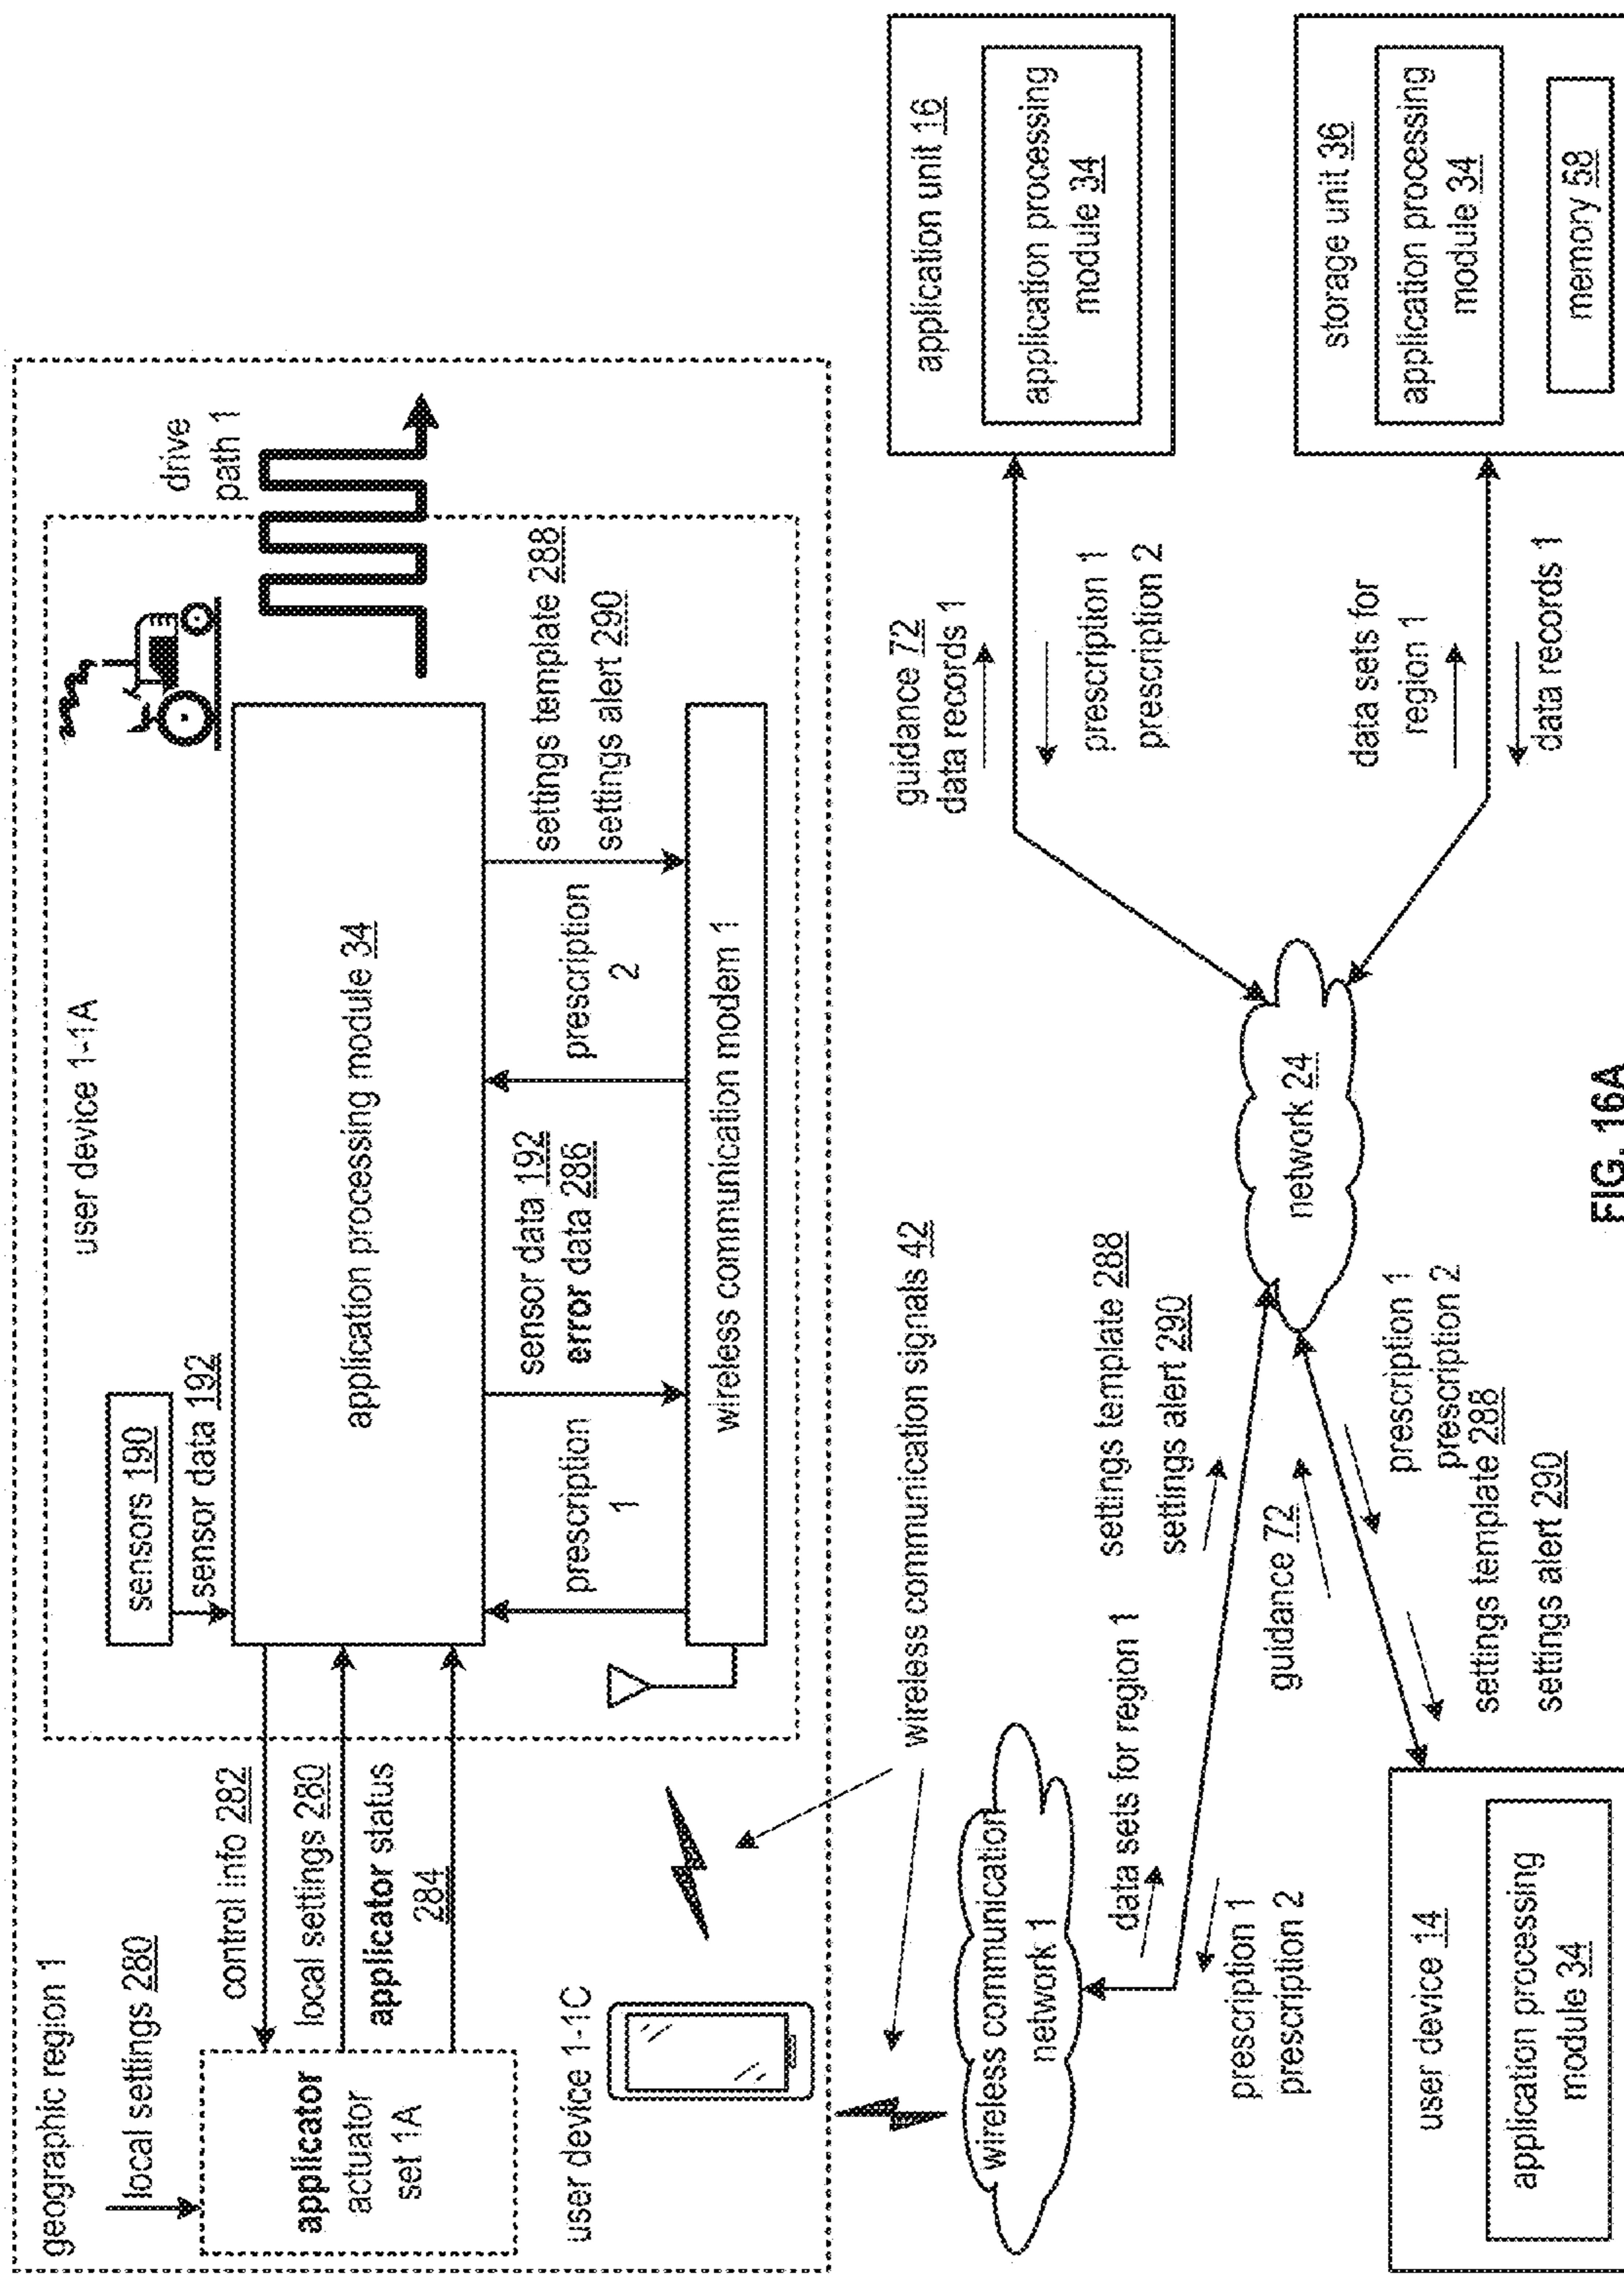 geographic region 1
local settings 280
applicator
actuator
set 1A
control info 282
local settings 280
applicator status
284
user device 1-1C
user device 1-1A
sensors 190
sensor data 192
application processing module 34
drive
path 1
prescription
1
sensor data 192
error data 286
prescription
2
settings template 288
settings alert 290
wireless communication modem 1
wireless communication signals 42
wireless communication
network 1
data sets for region 1
prescription 1
prescription 2
settings template 288
settings alert 290
guidance 72
prescription 1
prescription 2
settings template 288
settings alert 290
user device 14
application processing
module 34
network 24
guidance 72
data records 1
prescription 1
prescription 2
application unit 16
application processing
module 34
data sets for
region 1
data records 1
storage unit 36
application processing
module 34
memory 58
FIG. 16A